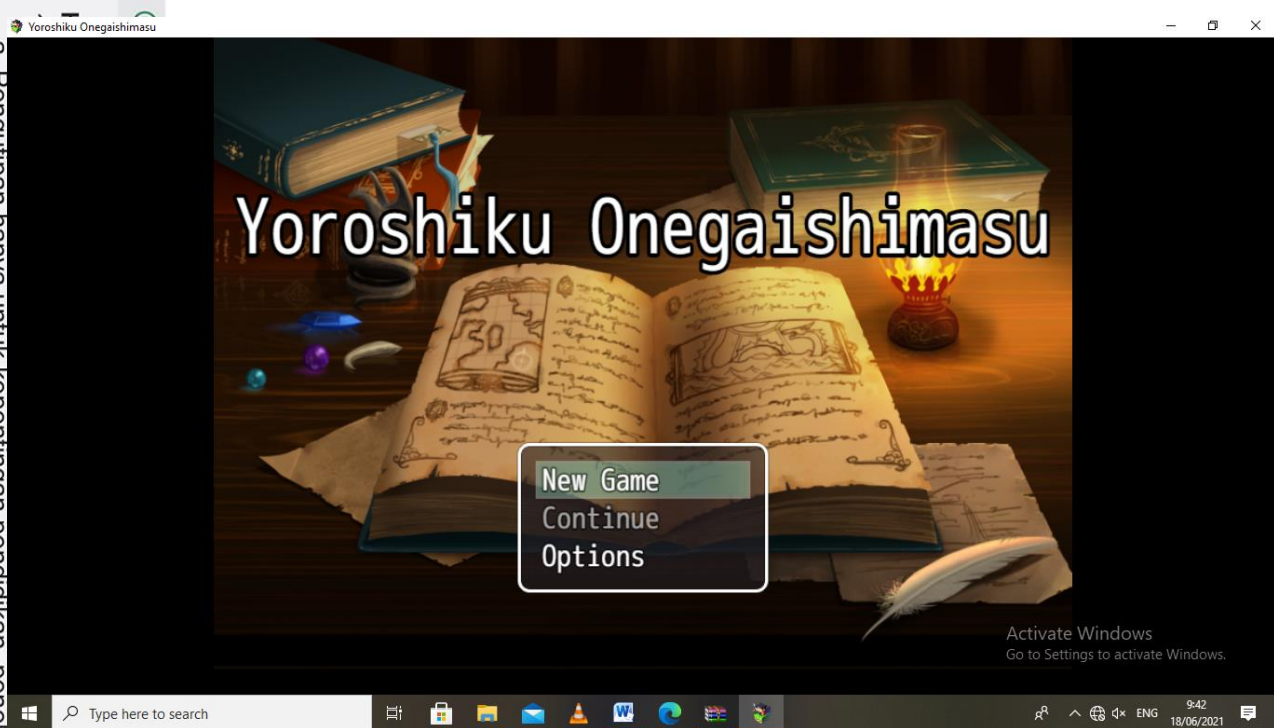 Yoroshiku Onegaishimasu
Yoroshiku Onegaishimasu
New Game
Continue
Options
Activate Windows
Go to Settings to activate Windows.
Type here to search
ENG
9:42
18/06/2021